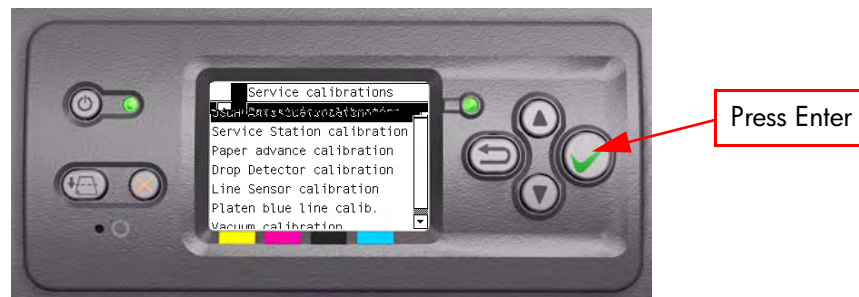 Service calibrations
Service Station calibration
Paper advance calibration
Drop Detector calibration
Line Sensor calibration
Platen blue line calib.
Vacuum calibration
Press Enter